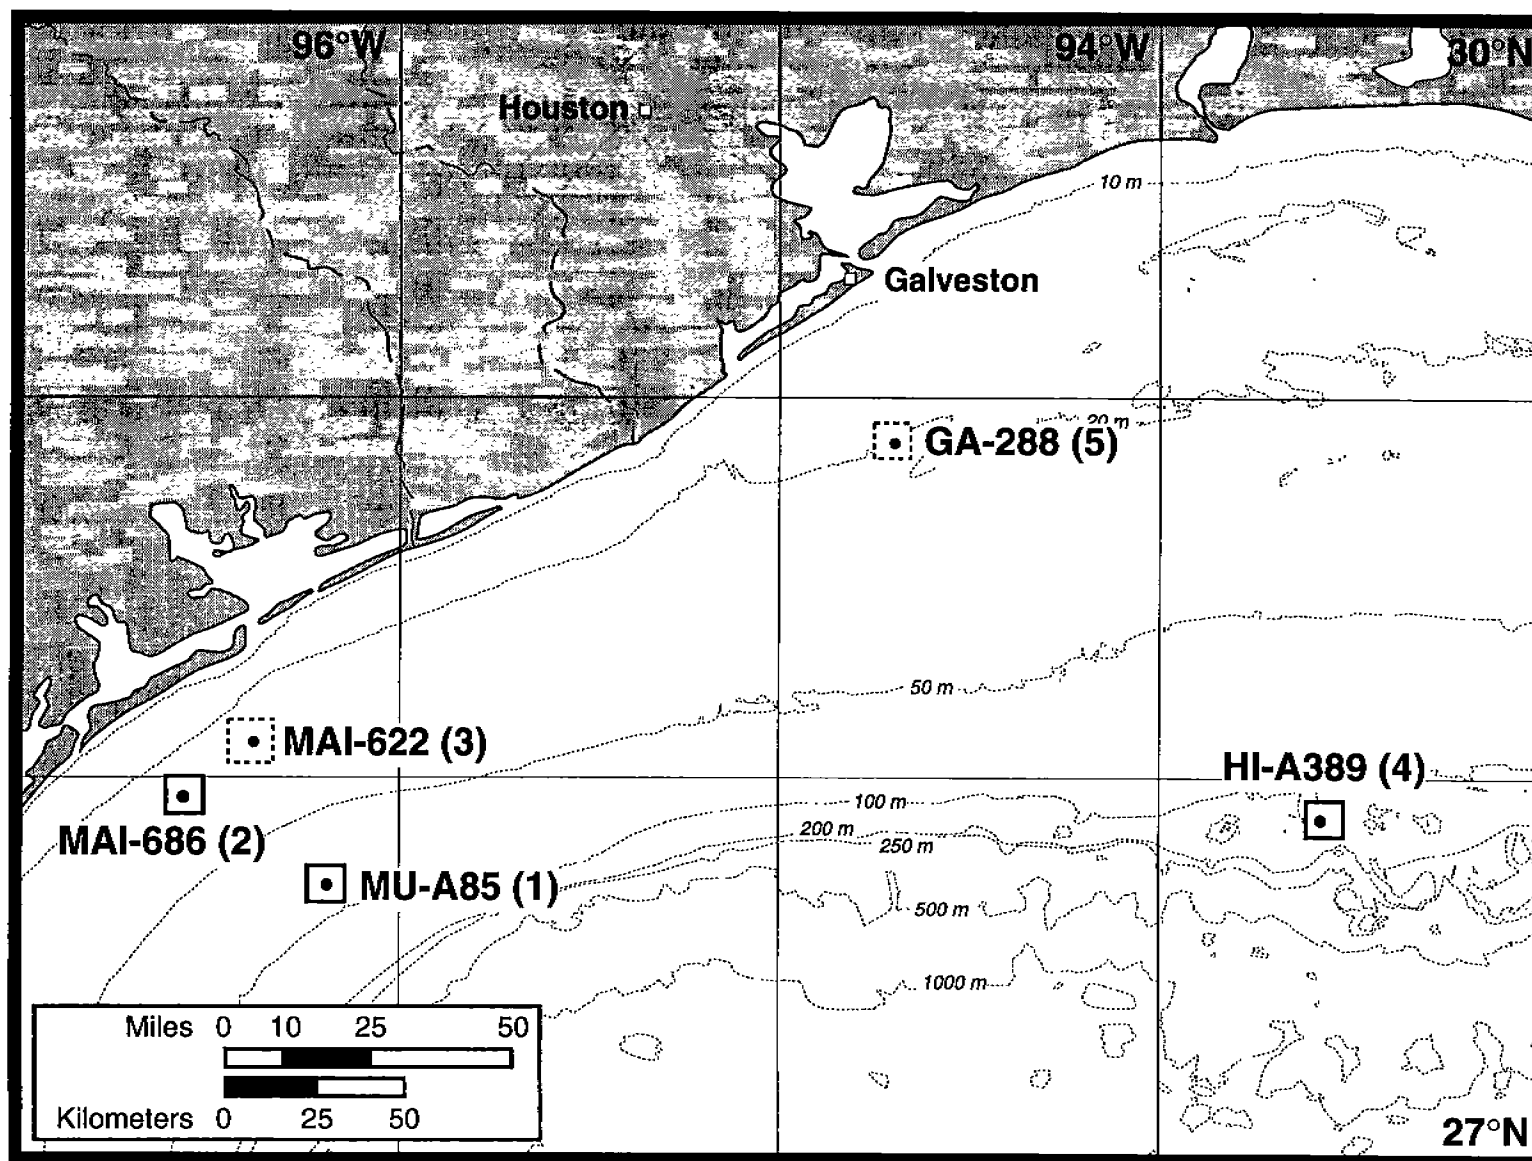 96°W
94°W
30°N
Houston
10 m
Galveston
20 m
GA-288 (5)
50 m
MAI-622 (3)
HI-A389 (4)
100 m
MAI-686 (2)
200 m
250 m
MU-A85 (1)
500 m
1000 m
Miles 0 10 25 50
Kilometers 0 25 50
27°N